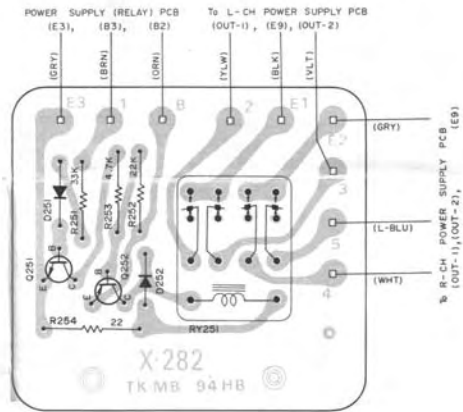 POWER SUPPLY (RELAY) PCB
(E3), (B3), (B2)
To L-CH POWER SUPPLY PCB
(OUT-1), (E9), (OUT-2)
(GRY)
(BRN)
(ORN)
(YLW)
(BLK)
(VLT)
E3
1
B
2
E1
E2
(GRY)
3
(L-BLU)
5
(WHT)
4
To R-CH POWER SUPPLY PCB
(OUT-1), (OUT-2), (E9)
D251
R251
33K
R253
4.7K
R252
22K
Q251
B
E
C
Q252
B
E
C
D252
R254
22
RY251
X-282
TKMB 94HB